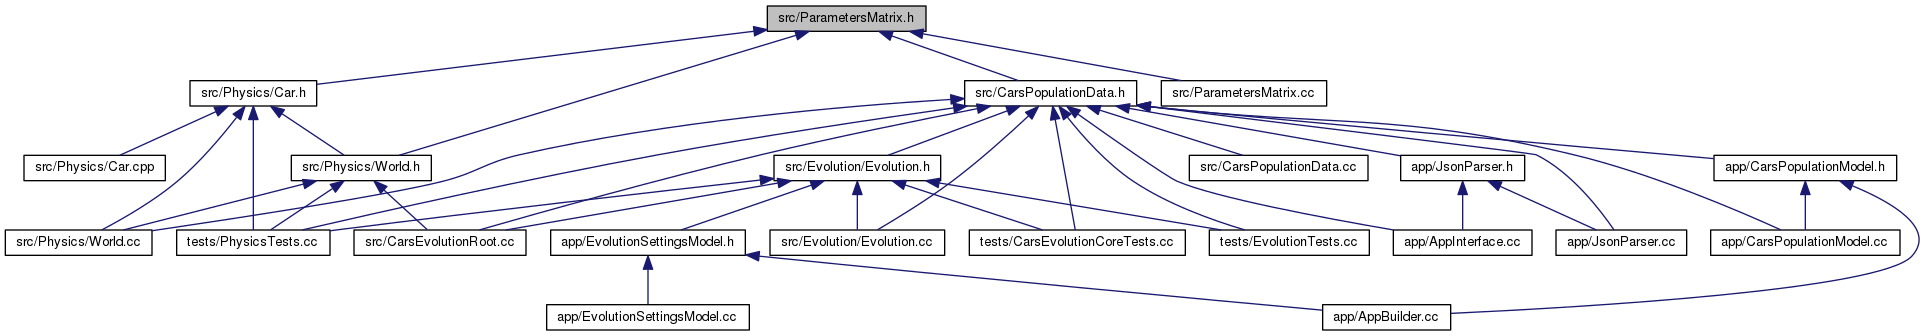 src/ParametersMatrix.h
src/Physics/Car.h
src/CarsPopulationData.h
src/ParametersMatrix.cc
src/Physics/Car.cpp
src/Physics/World.h
src/Evolution/Evolution.h
src/CarsPopulationData.cc
app/JsonParser.h
app/CarsPopulationModel.h
src/Physics/World.cc
tests/PhysicsTests.cc
src/CarsEvolutionRoot.cc
app/EvolutionSettingsModel.h
src/Evolution/Evolution.cc
tests/CarsEvolutionCoreTests.cc
tests/EvolutionTests.cc
app/AppInterface.cc
app/JsonParser.cc
app/CarsPopulationModel.cc
app/EvolutionSettingsModel.cc
app/AppBuilder.cc